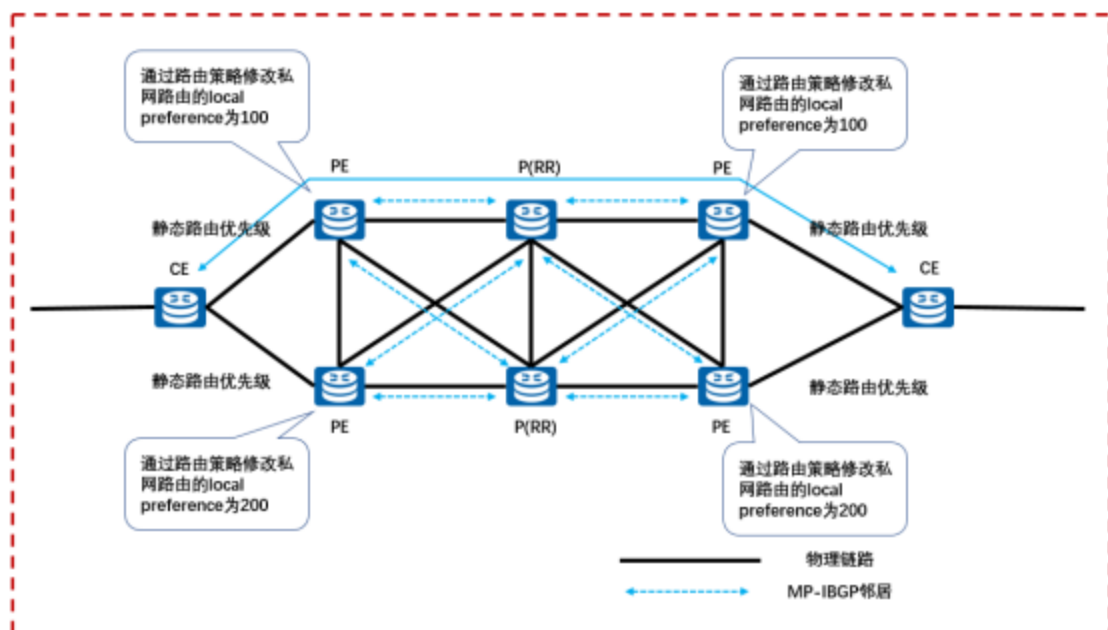 通过路由策略修改私
网路由的local
preference为100
通过路由策略修改私
网路由的local
preference为100
PE
P(RR)
PE
静态路由优先级
静态路由优先级
CE
CE
静态路由优先级
静态路由优先级
PE
P(RR)
PE
通过路由策略修改私
网路由的local
preference为200
通过路由策略修改私
网路由的local
preference为200
物理链路
MP-IBGP邻居